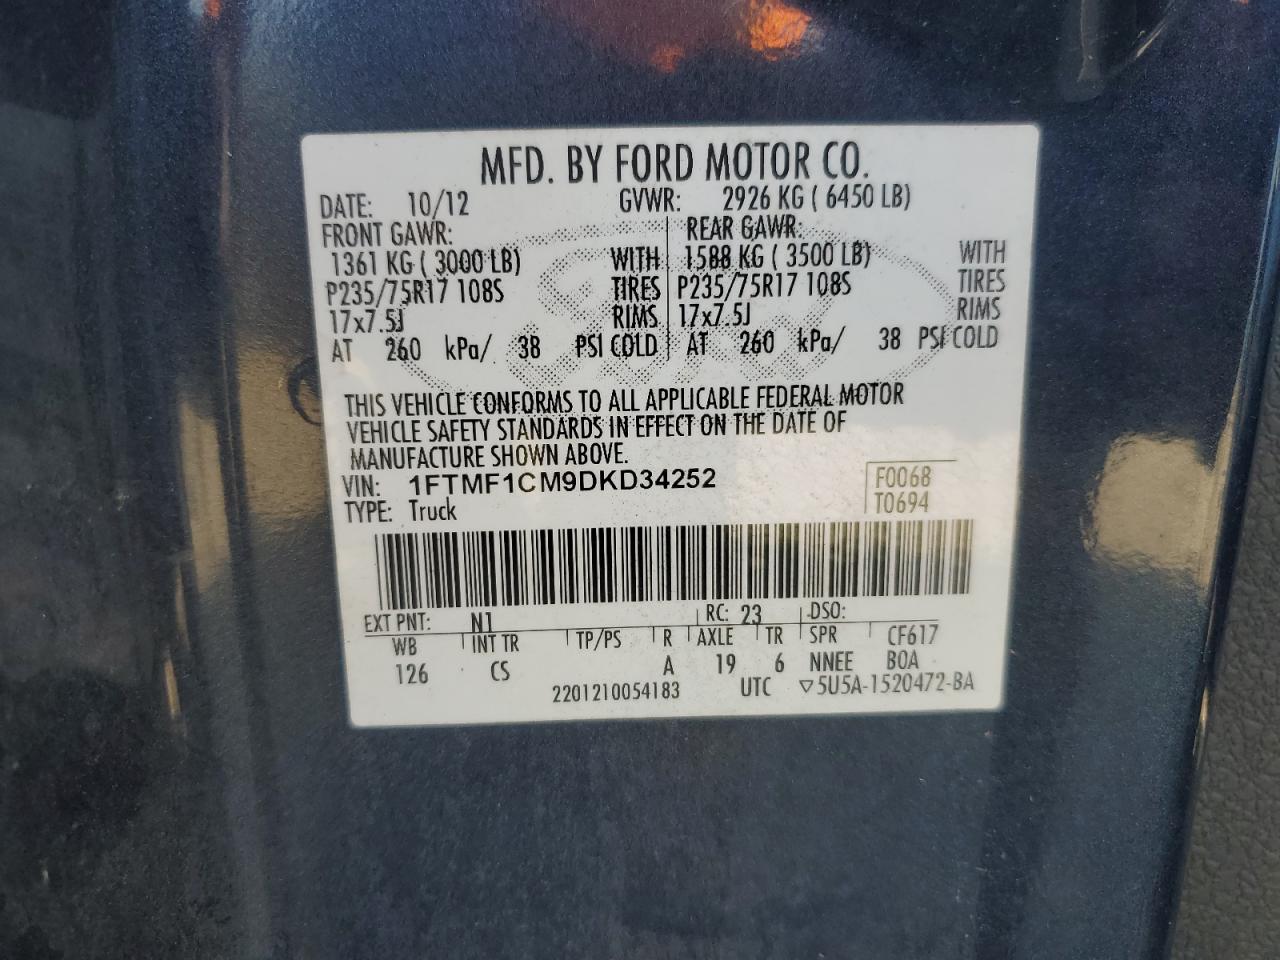 MFD. BY FORD MOTOR CO.
DATE: 10/12 GVWR: 2926 KG ( 6450 LB)
FRONT GAWR: REAR GAWR:
1361 KG ( 3000 LB) WITH 1588 KG ( 3500 LB) WITH
P235/75R17 108S TIRES P235/75R17 108S TIRES
17x7.5J RIMS 17x7.5J RIMS
AT 260 kPa/ 38 PSI COLD AT 260 kPa/ 38 PSI COLD
THIS VEHICLE CONFORMS TO ALL APPLICABLE FEDERAL MOTOR
VEHICLE SAFETY STANDARDS IN EFFECT ON THE DATE OF
MANUFACTURE SHOWN ABOVE.
VIN: 1FTMF1CM9DKD34252 F0068
TYPE: Truck T0694
EXT PNT: N1 RC: 23 DSO:
WB INT TR TP/PS R AXLE TR SPR CF617
126 CS A 19 6 NNEE BOA
2201210054183 UTC ▽5U5A-1520472-BA